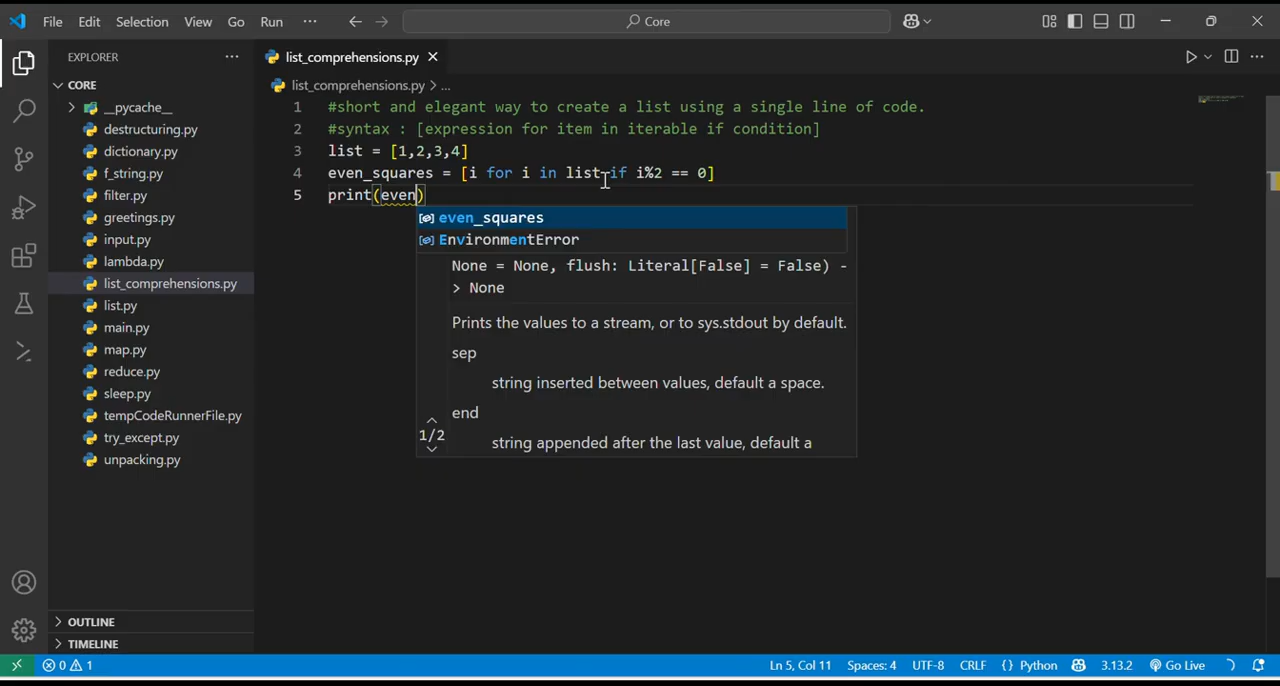 File Edit Selection View Go Run ··· Core
EXPLORER ···
list_comprehensions.py
CORE
list_comprehensions.py > ...
__pycache__
destructuring.py
dictionary.py
f_string.py
filter.py
greetings.py
input.py
lambda.py
list_comprehensions.py
list.py
main.py
map.py
reduce.py
sleep.py
tempCodeRunnerFile.py
try_except.py
unpacking.py
OUTLINE
TIMELINE
1 #short and elegant way to create a list using a single line of code.
2 #syntax : [expression for item in iterable if condition]
3 list = [1,2,3,4]
4 even_squares = [i for i in list if i%2 == 0]
5 print(even)
even_squares
EnvironmentError
None = None, flush: Literal[False] = False) -
> None
Prints the values to a stream, or to sys.stdout by default.
sep
string inserted between values, default a space.
end
1/2
string appended after the last value, default a
0 1 Ln 5, Col 11 Spaces: 4 UTF-8 CRLF {} Python 3.13.2 Go Live